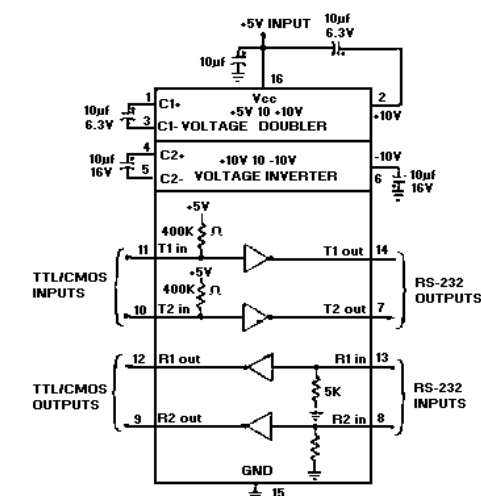 +5V INPUT
10µf
6.3V
10µf
16
Vcc
+5V 10 +10V
VOLTAGE DOUBLER
1
C1+
10µf
6.3V
3
C1-
2
+10V
4
C2+
10µf
16V
5
C2-
+10V 10 -10V
VOLTAGE INVERTER
-10V
6
10µf
16V
+5V
400K Ω
11
T1 in
T1 out
14
TTL/CMOS
INPUTS
+5V
400K Ω
10
T2 in
T2 out
7
RS-232
OUTPUTS
12
R1 out
R1 in
13
TTL/CMOS
OUTPUTS
5K
RS-232
INPUTS
9
R2 out
R2 in
8
GND
15